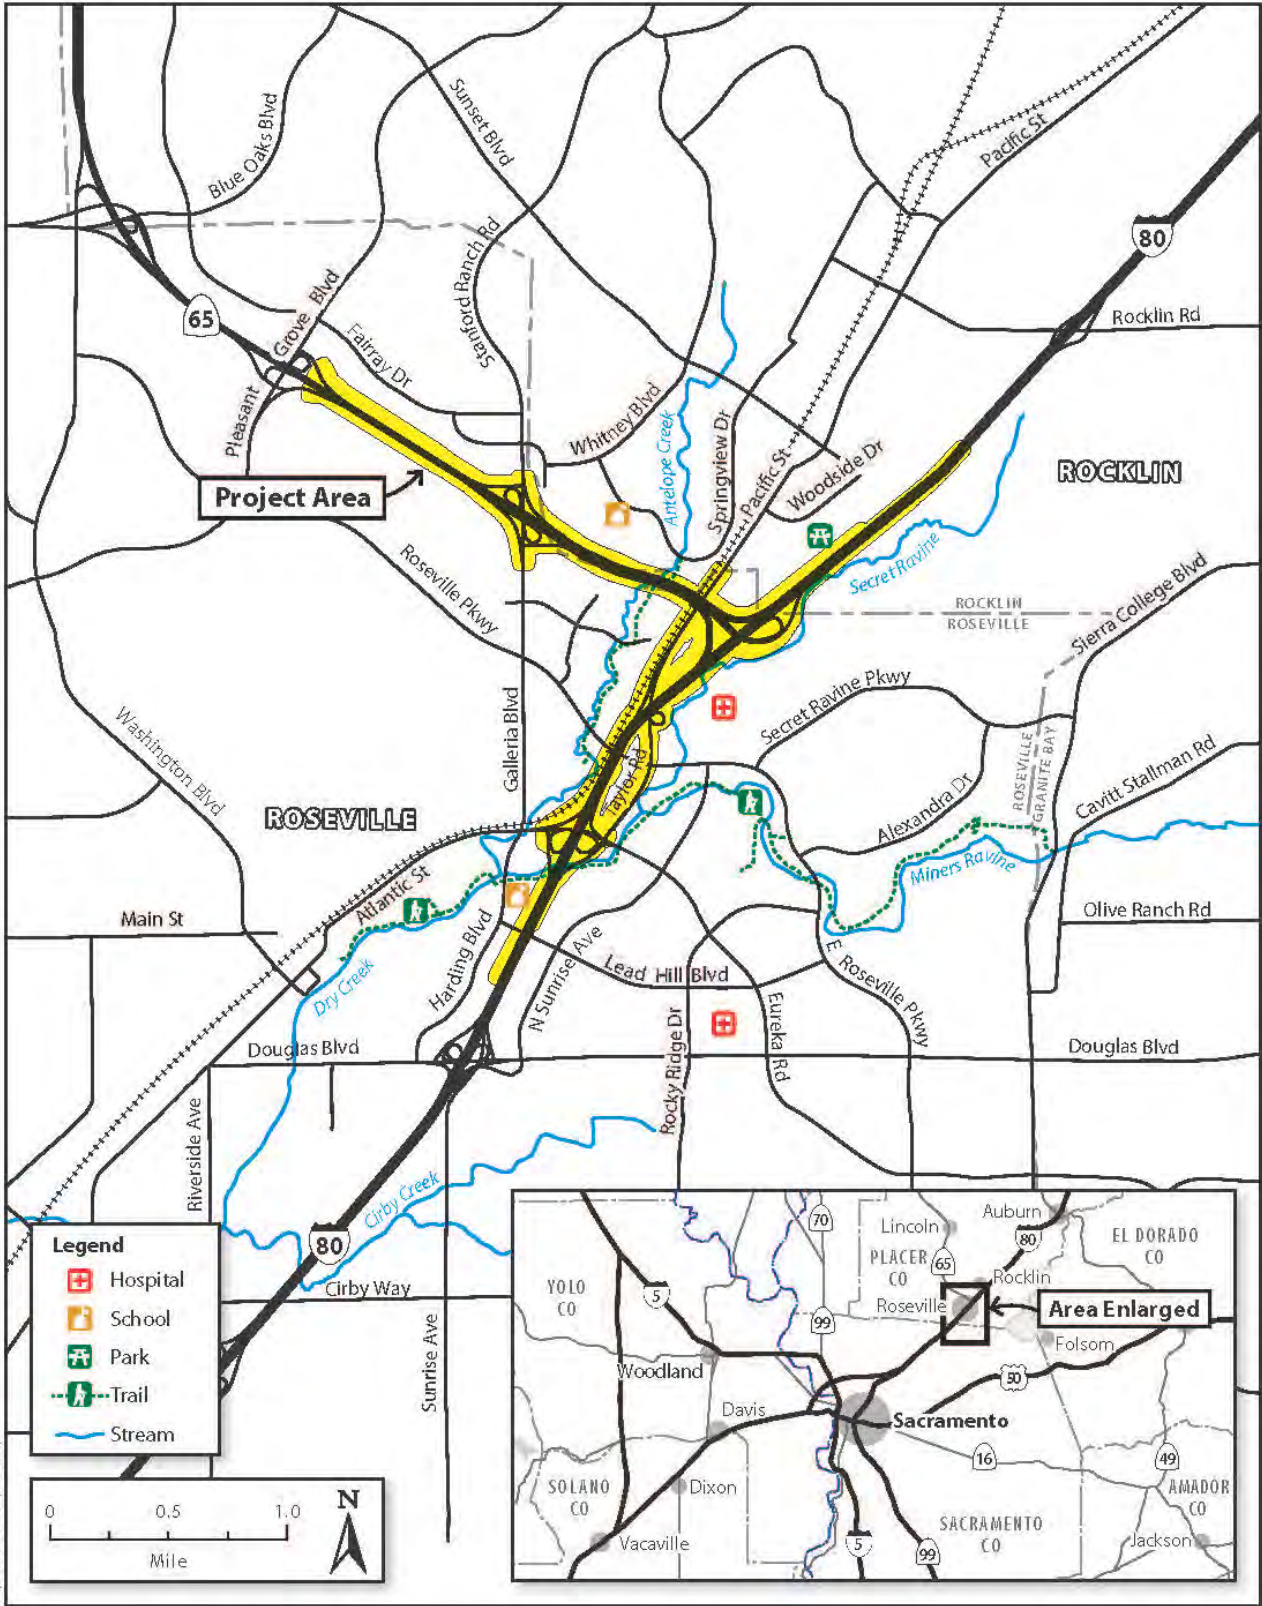 Blue Oaks Blvd
Sunset Blvd
Pacific St
80
65
Stanford Ranch Rd
Pleasant Grove Blvd
Fairray Dr
Rocklin Rd
Whitney Blvd
Antelope Creek
Springview Dr
Pacific St
Woodside Dr
ROCKLIN
Project Area
Roseville Pkwy
Secret Ravine
ROCKLIN
ROSEVILLE
Sierra College Blvd
Galleria Blvd
Secret Ravine Pkwy
Washington Blvd
Taylor Rd
ROSEVILLE
GRANITE BAY
Cavitt Stallman Rd
ROSEVILLE
Alexandra Dr
Miners Ravine
Atlantic St
Main St
Olive Ranch Rd
Harding Blvd
N Sunrise Ave
Lead Hill Blvd
E Roseville Pkwy
Dry Creek
Eureka Rd
Rocky Ridge Dr
Douglas Blvd
Douglas Blvd
Riverside Ave
Cirby Creek
80
Cirby Way
Sunrise Ave
Legend
Hospital
School
Park
Trail
Stream
0
0.5
1.0
Mile
N
70
Lincoln
Auburn
80
EL DORADO
CO
PLACER
CO
65
Rocklin
YOLO
CO
5
99
Roseville
Area Enlarged
Folsom
Woodland
50
Davis
Sacramento
16
49
SOLANO
CO
Dixon
AMADOR
CO
SACRAMENTO
CO
Vacaville
5
99
Jackson